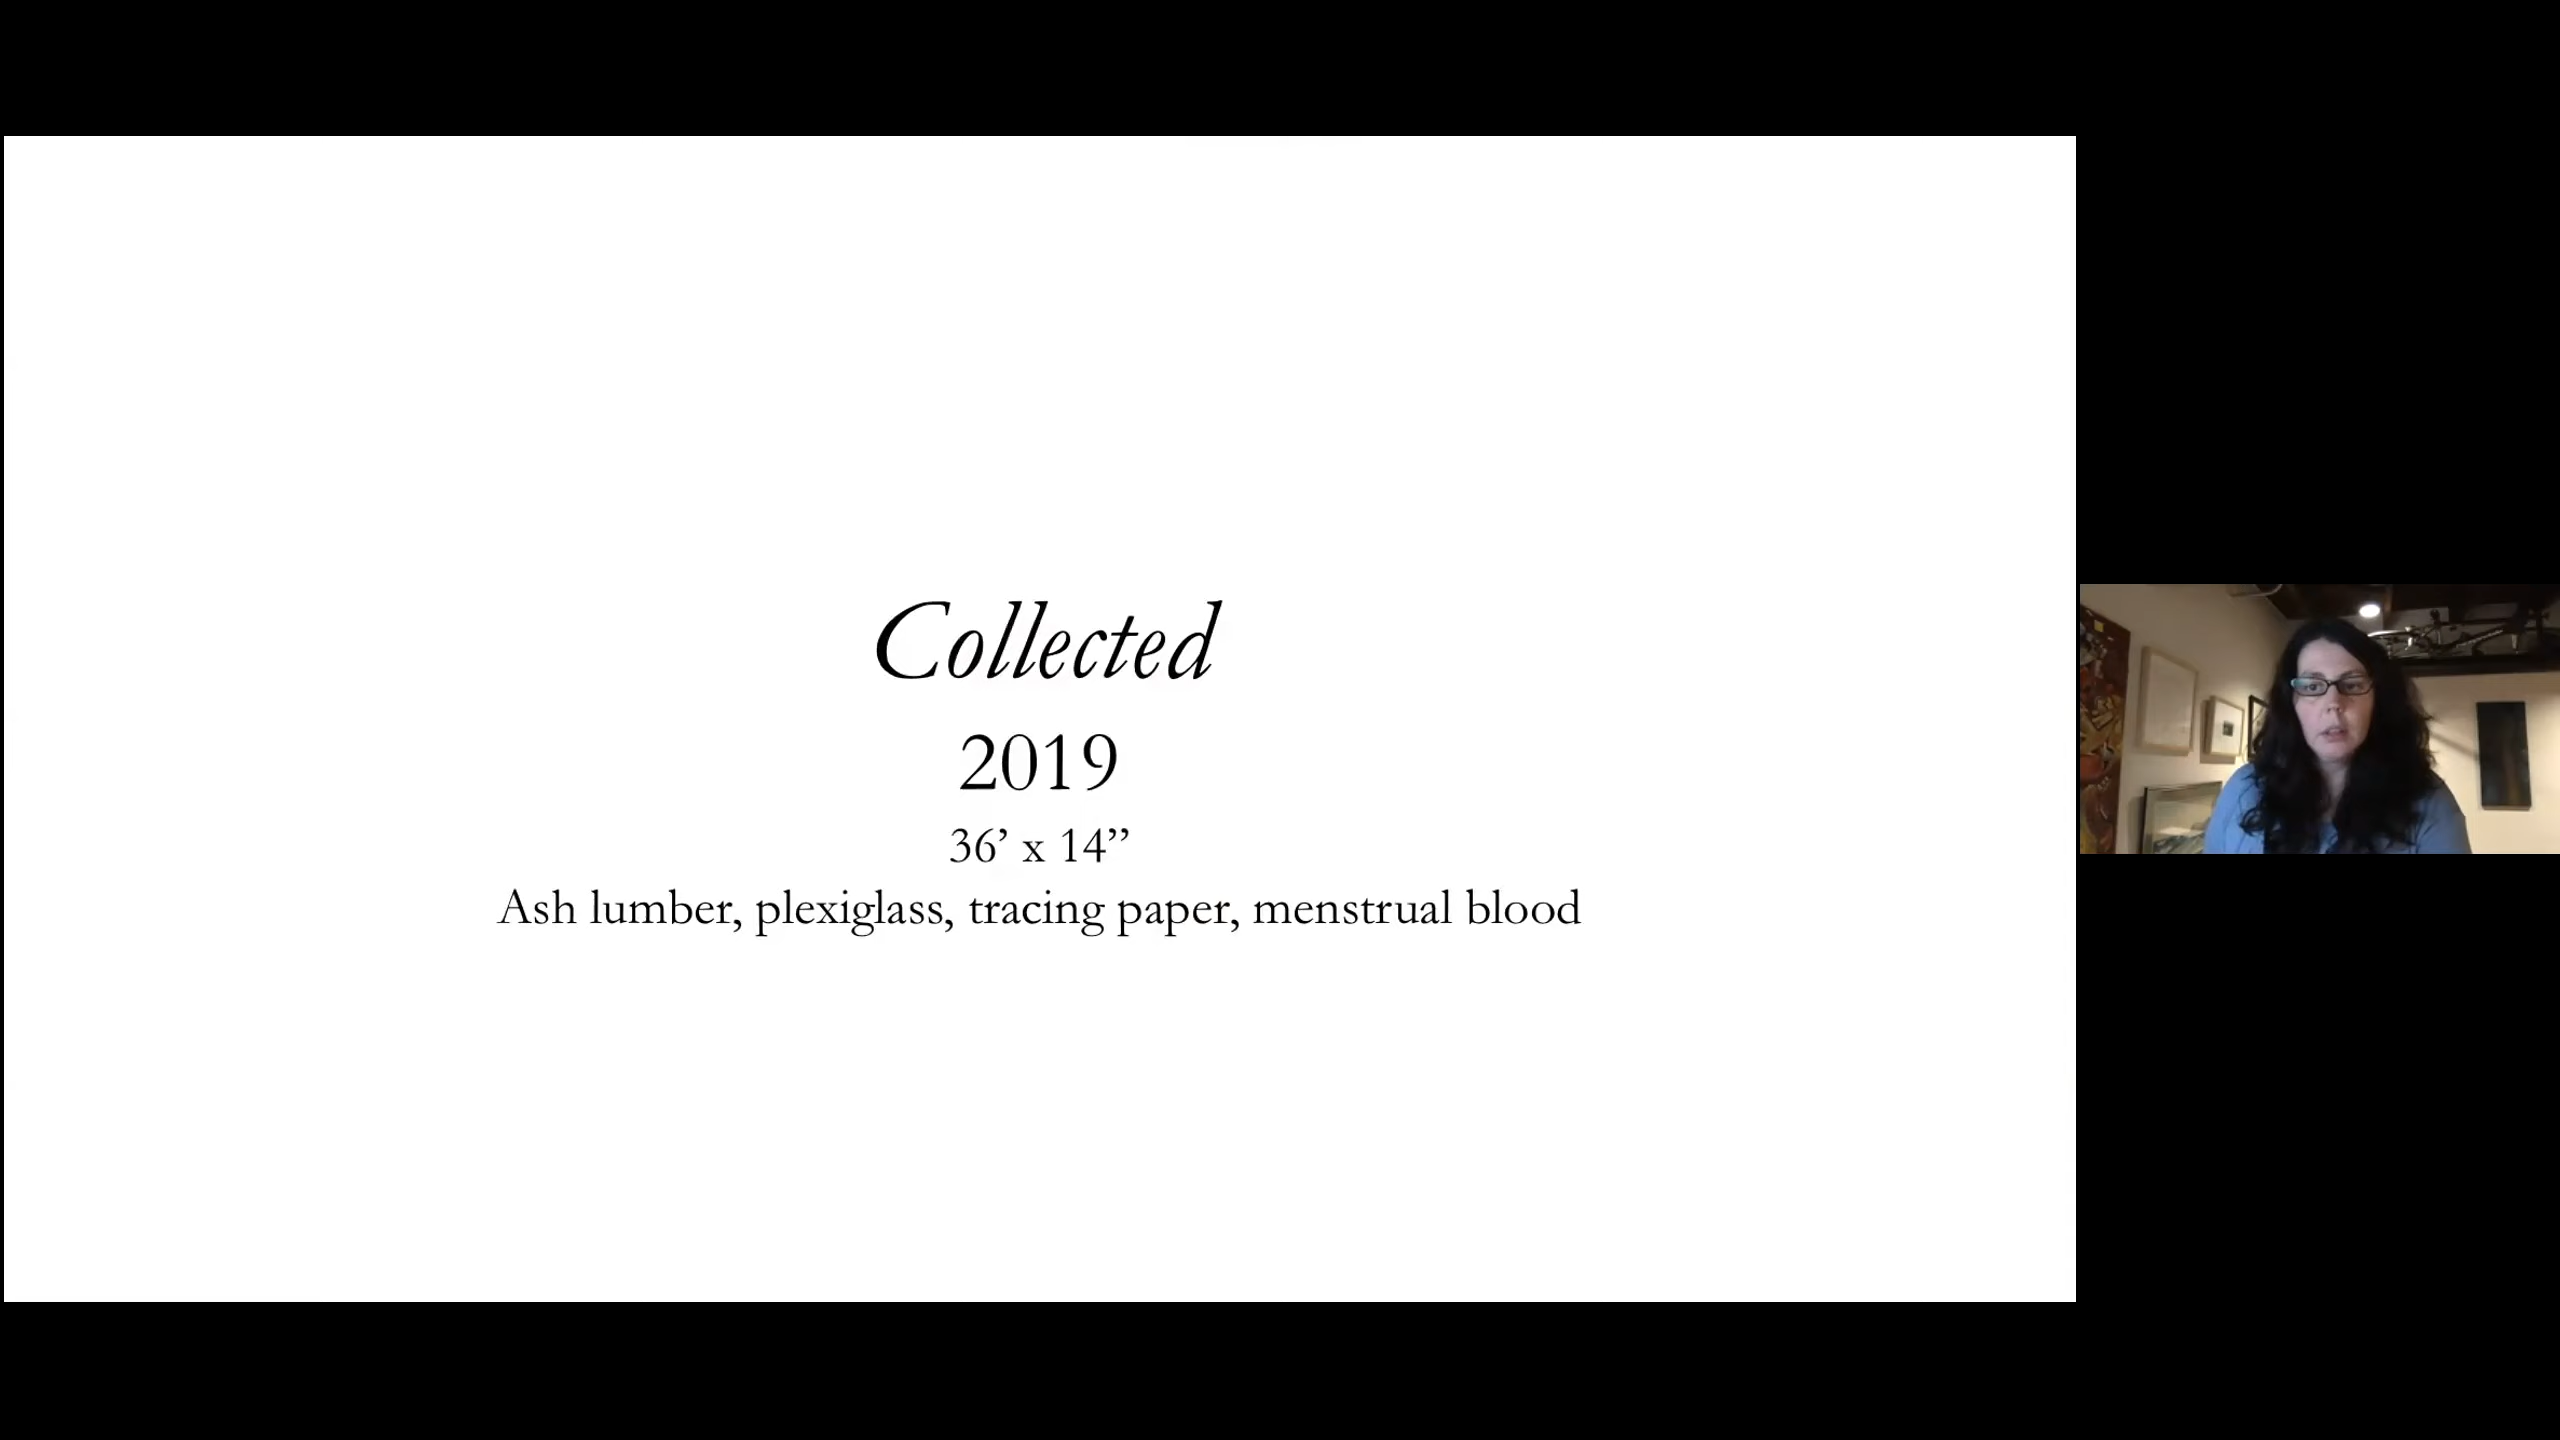 Collected
2019
36’ x 14”
Ash lumber, plexiglass, tracing paper, menstrual blood